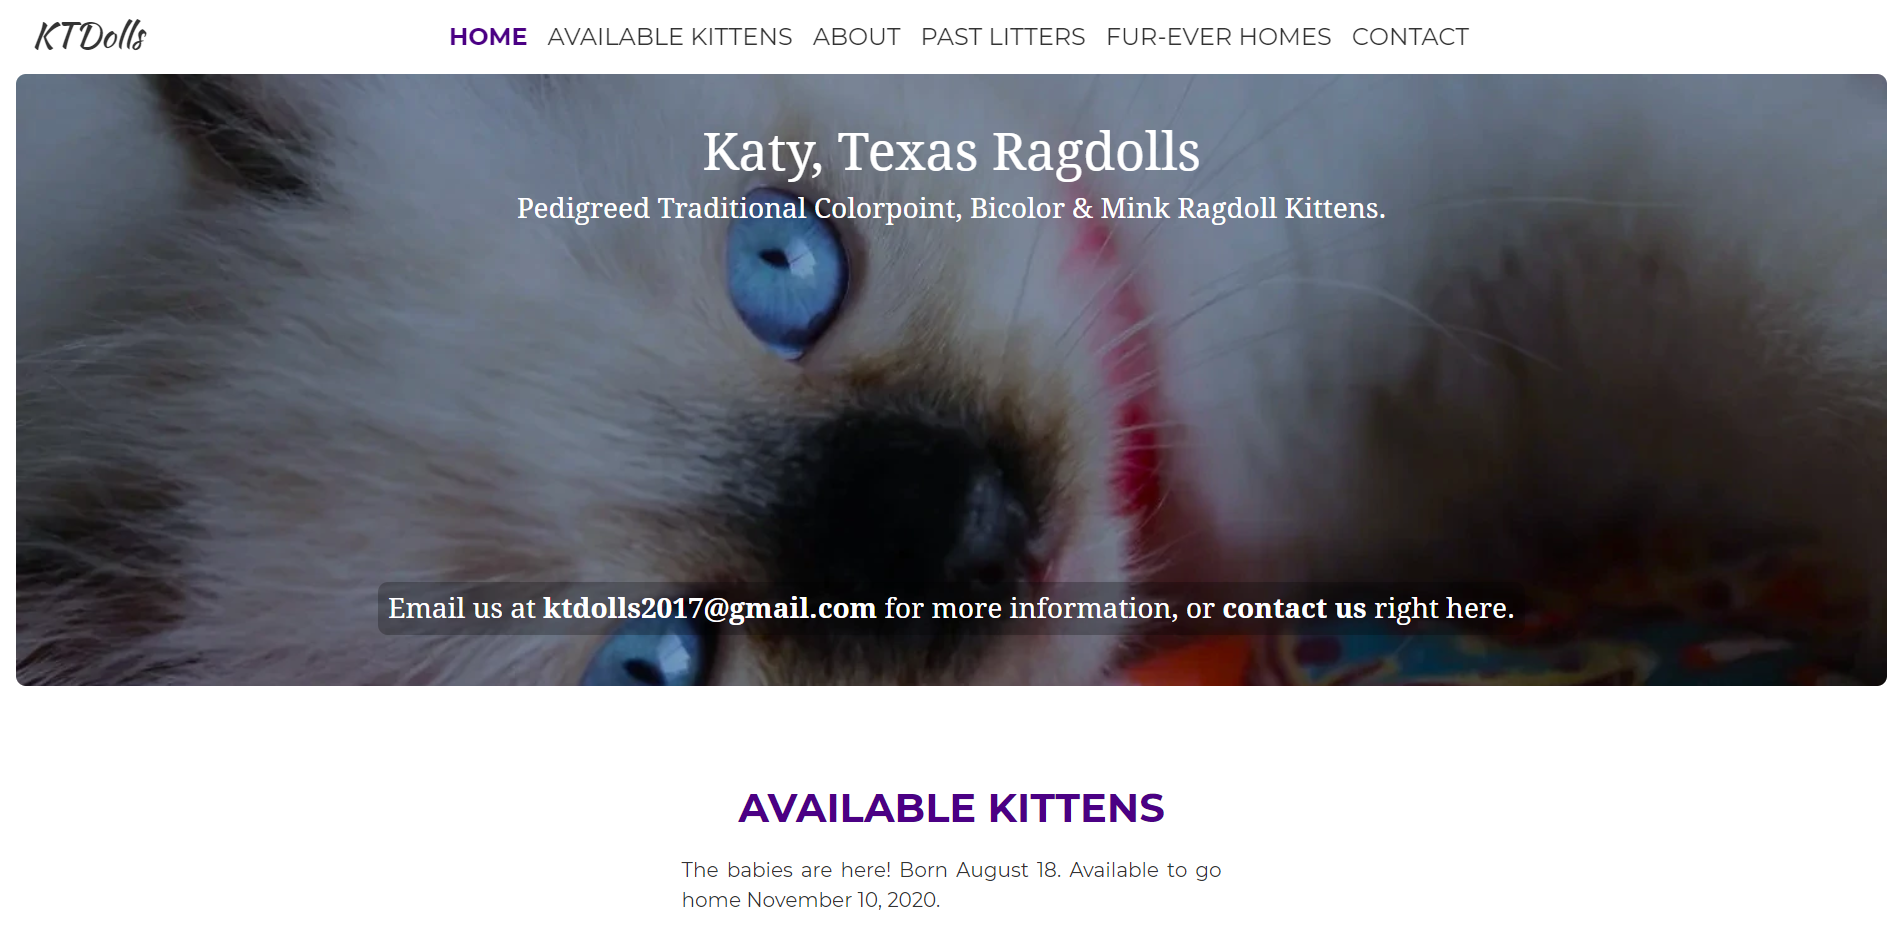 KTDolls
HOME AVAILABLE KITTENS ABOUT PAST LITTERS FUR-EVER HOMES CONTACT
Katy, Texas Ragdolls
Pedigreed Traditional Colorpoint, Bicolor & Mink Ragdoll Kittens.
Email us at ktdolls2017@gmail.com for more information, or contact us right here.
AVAILABLE KITTENS
The babies are here! Born August 18. Available to go
home November 10, 2020.